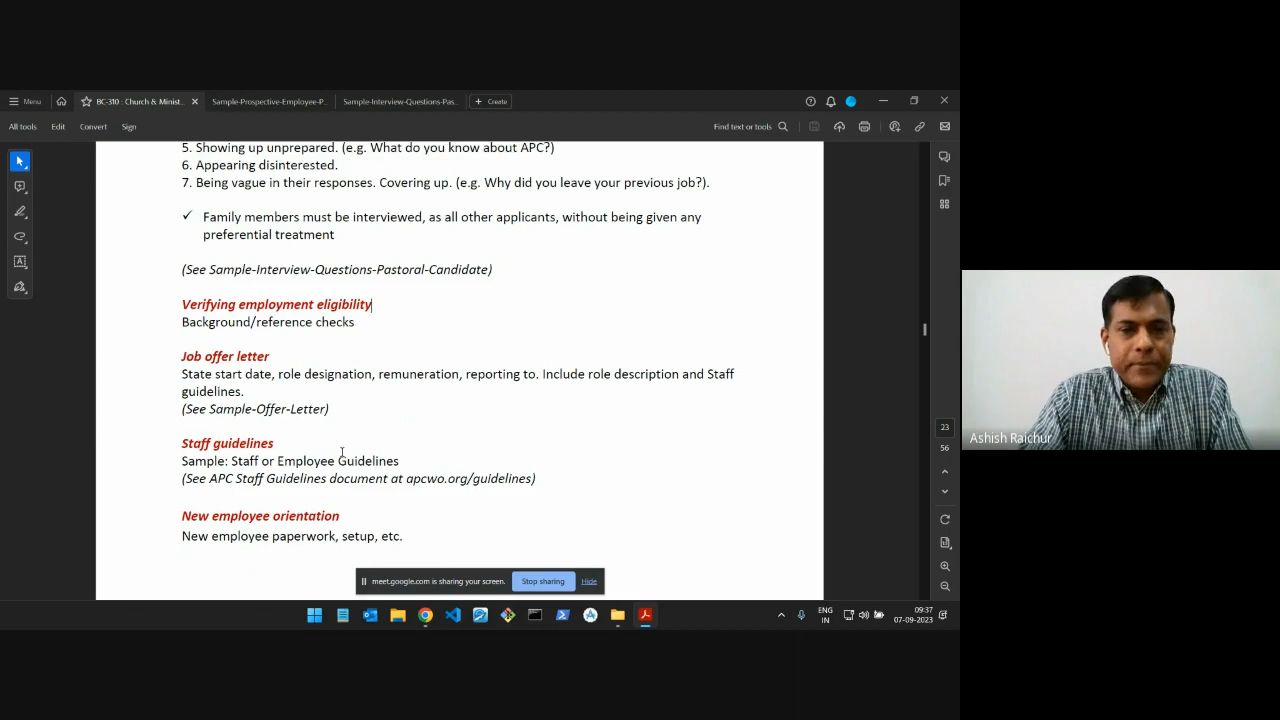 Menu
BC-310 : Church & Minist...
Sample-Prospective-Employee-P...
Sample-Interview-Questions-Pas...
Create
All tools
Edit
Convert
Sign
Find text or tools
5. Showing up unprepared. (e.g. What do you know about APC?)
6. Appearing disinterested.
7. Being vague in their responses. Covering up. (e.g. Why did you leave your previous job?).
✓ Family members must be interviewed, as all other applicants, without being given any
preferential treatment
(See Sample-Interview-Questions-Pastoral-Candidate)
Verifying employment eligibility
Background/reference checks
Job offer letter
State start date, role designation, remuneration, reporting to. Include role description and Staff
guidelines.
(See Sample-Offer-Letter)
Staff guidelines
Sample: Staff or Employee Guidelines
(See APC Staff Guidelines document at apcwo.org/guidelines)
New employee orientation
New employee paperwork, setup, etc.
23
56
meet.google.com is sharing your screen.
Stop sharing
Hide
ENG
IN
09:37
07-09-2023
Ashish Raichur